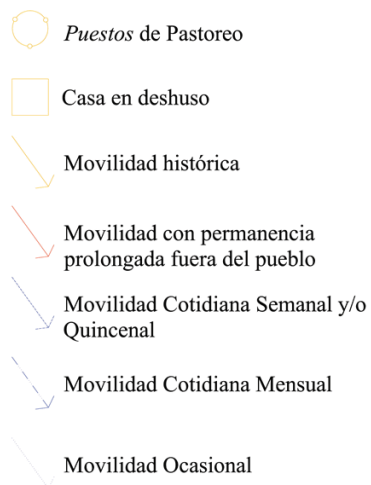 Puestos de Pastoreo
Casa en deshuso
Movilidad histórica
Movilidad con permanencia
prolongada fuera del pueblo
Movilidad Cotidiana Semanal y/o
Quincenal
Movilidad Cotidiana Mensual
Movilidad Ocasional